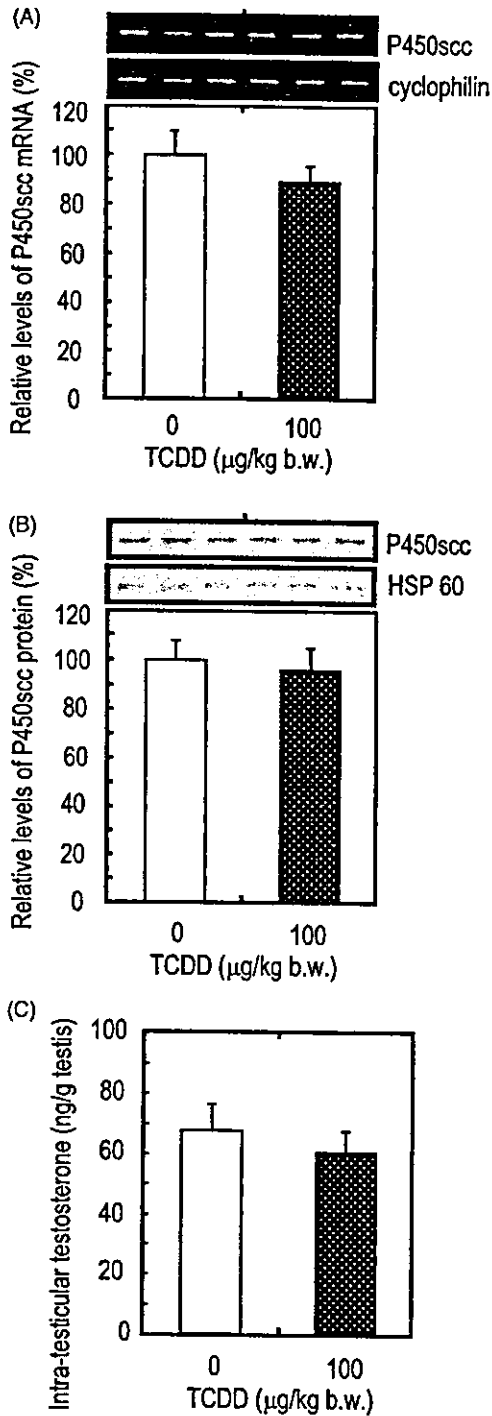 (A)
P450scc
cyclophilin
Relative levels of P450scc mRNA (%)
120
100
80
60
40
20
0
0 100
TCDD (μg/kg b.w.)
(B)
P450scc
HSP 60
Relative levels of P450scc protein (%)
120
100
80
60
40
20
0
0 100
TCDD (μg/kg b.w.)
(C)
Intra-testicular testosterone (ng/g testis)
100
80
60
40
20
0
0 100
TCDD (μg/kg b.w.)